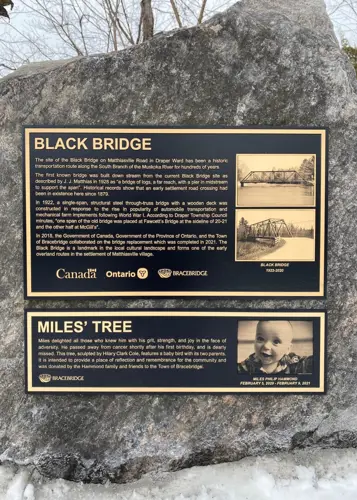 BLACK BRIDGE
The site of the Black Bridge on Matthiasville Road in Draper Ward has been a historic
transportation route along the South Branch of the Muskoka River for hundreds of years.
The first known bridge was built down stream from the current Black Bridge site as
described by J. J. Matthias in 1928 as "a bridge of logs, a far reach, with a pier in midstream
to support the span". Historical records show that an early settlement road crossing had
been in existence here since 1879.
In 1922, a single-span, structural steel through-truss bridge with a wooden deck was
constructed in response to the rise in popularity of automobile transportation and
mechanical farm implements following World War I. According to Draper Township Council
minutes, "one span of the old bridge was placed at Fawcett's Bridge at the sideline of 20-21
and the other half at McGill's".
In 2018, the Government of Canada, Government of the Province of Ontario, and the Town
of Bracebridge collaborated on the bridge replacement which was completed in 2021. The
Black Bridge is a landmark in the local cultural landscape and forms one of the early
overland routes in the settlement of Matthiasville village.
Canada Ontario BRACEBRIDGE
BLACK BRIDGE
1922-2020
MILES' TREE
Miles delighted all those who knew him with his grit, strength, and joy in the face of
adversity. He passed away from cancer shortly after his first birthday, and is dearly
missed. This tree, sculpted by Hilary Clark Cole, features a baby bird with its two parents.
It is intended to provide a place of reflection and remembrance for the community and
was donated by the Hammond family and friends to the Town of Bracebridge.
BRACEBRIDGE
MILES PHILIP HAMMOND
FEBRUARY 5, 2020 - FEBRUARY 9, 2021